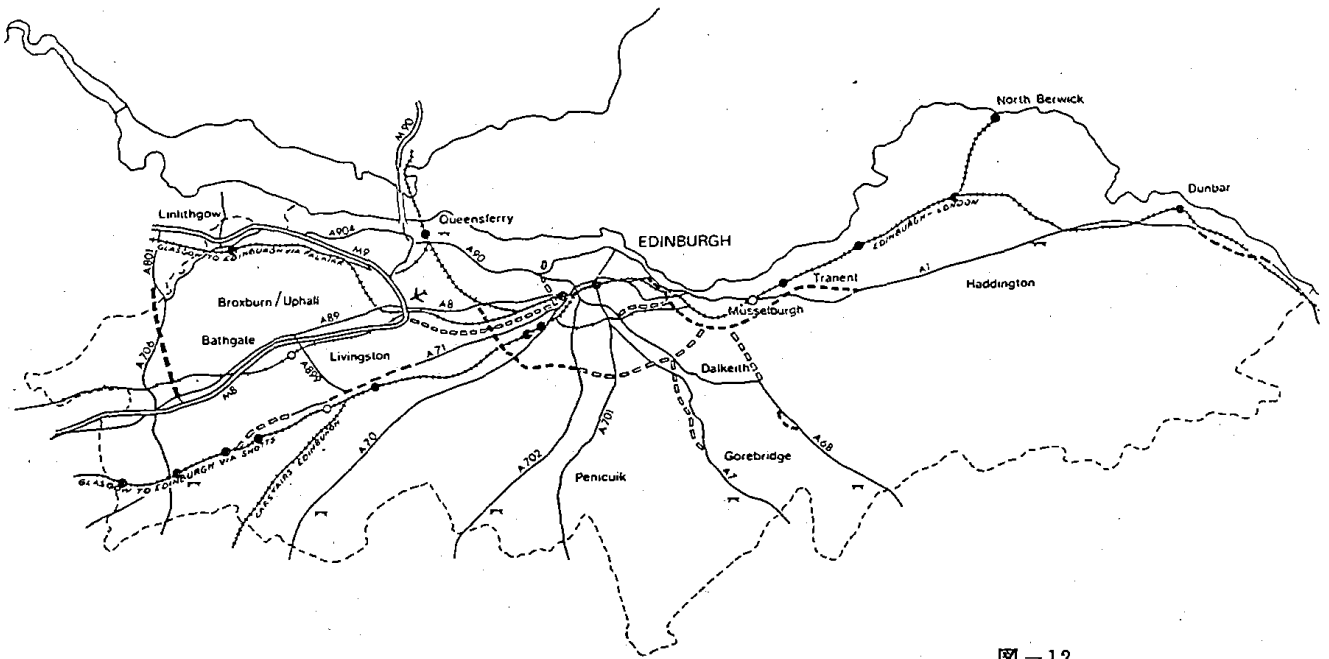 North Berwick
M 90
Dunbar
Linlithgow
Queensferry
A904
EDINBURGH
EDINBURGH - LONDON
GLASGOW TO EDINBURGH VIA FALKIRK
M9
A90
A801
Tranent
A1
Haddington
Broxburn/Uphall
A8
Musselburgh
A89
Bathgate
Livingston
A71
A706
A899
Dalkeith
M8
A70
A701
A68
GLASGOW TO EDINBURGH VIA SHOTTS
CARSTAIRS EDINBURGH
A702
Gorebridge
A7
Penicuik
図-12